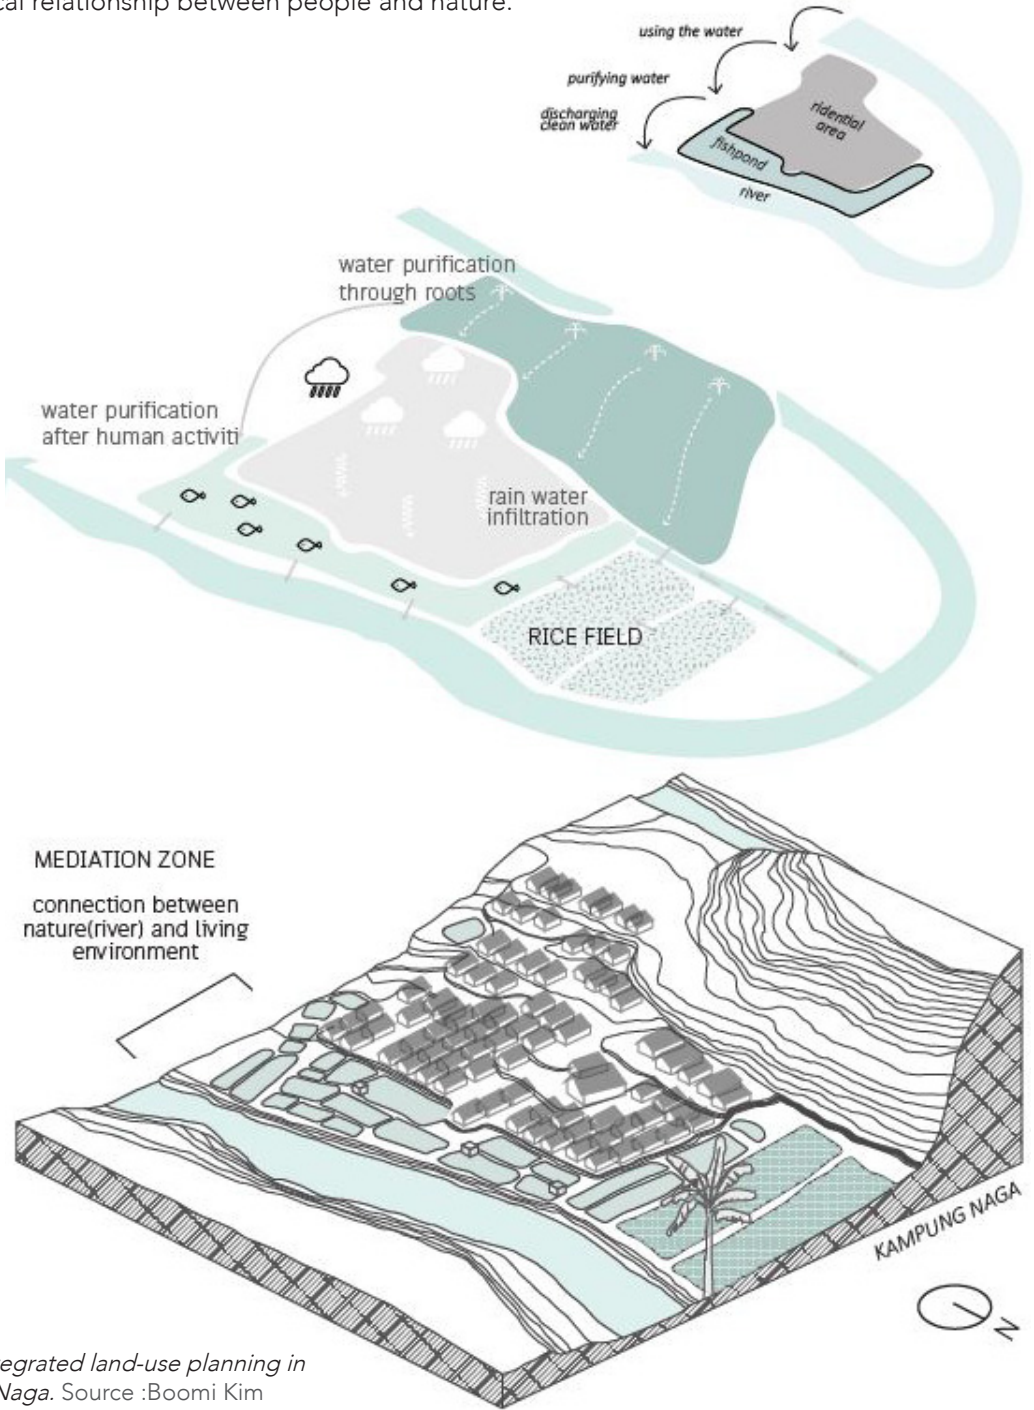 cal relationship between people and nature.
using the water
purifying water
discharging
clean water
ridential
area
fishpond
river
water purification
through roots
water purification
after human activiti
rain water
infiltration
RICE FIELD
MEDIATION ZONE
connection between
nature(river) and living
environment
KAMPUNG NAGA
N
egrated land-use planning in
Naga. Source :Boomi Kim